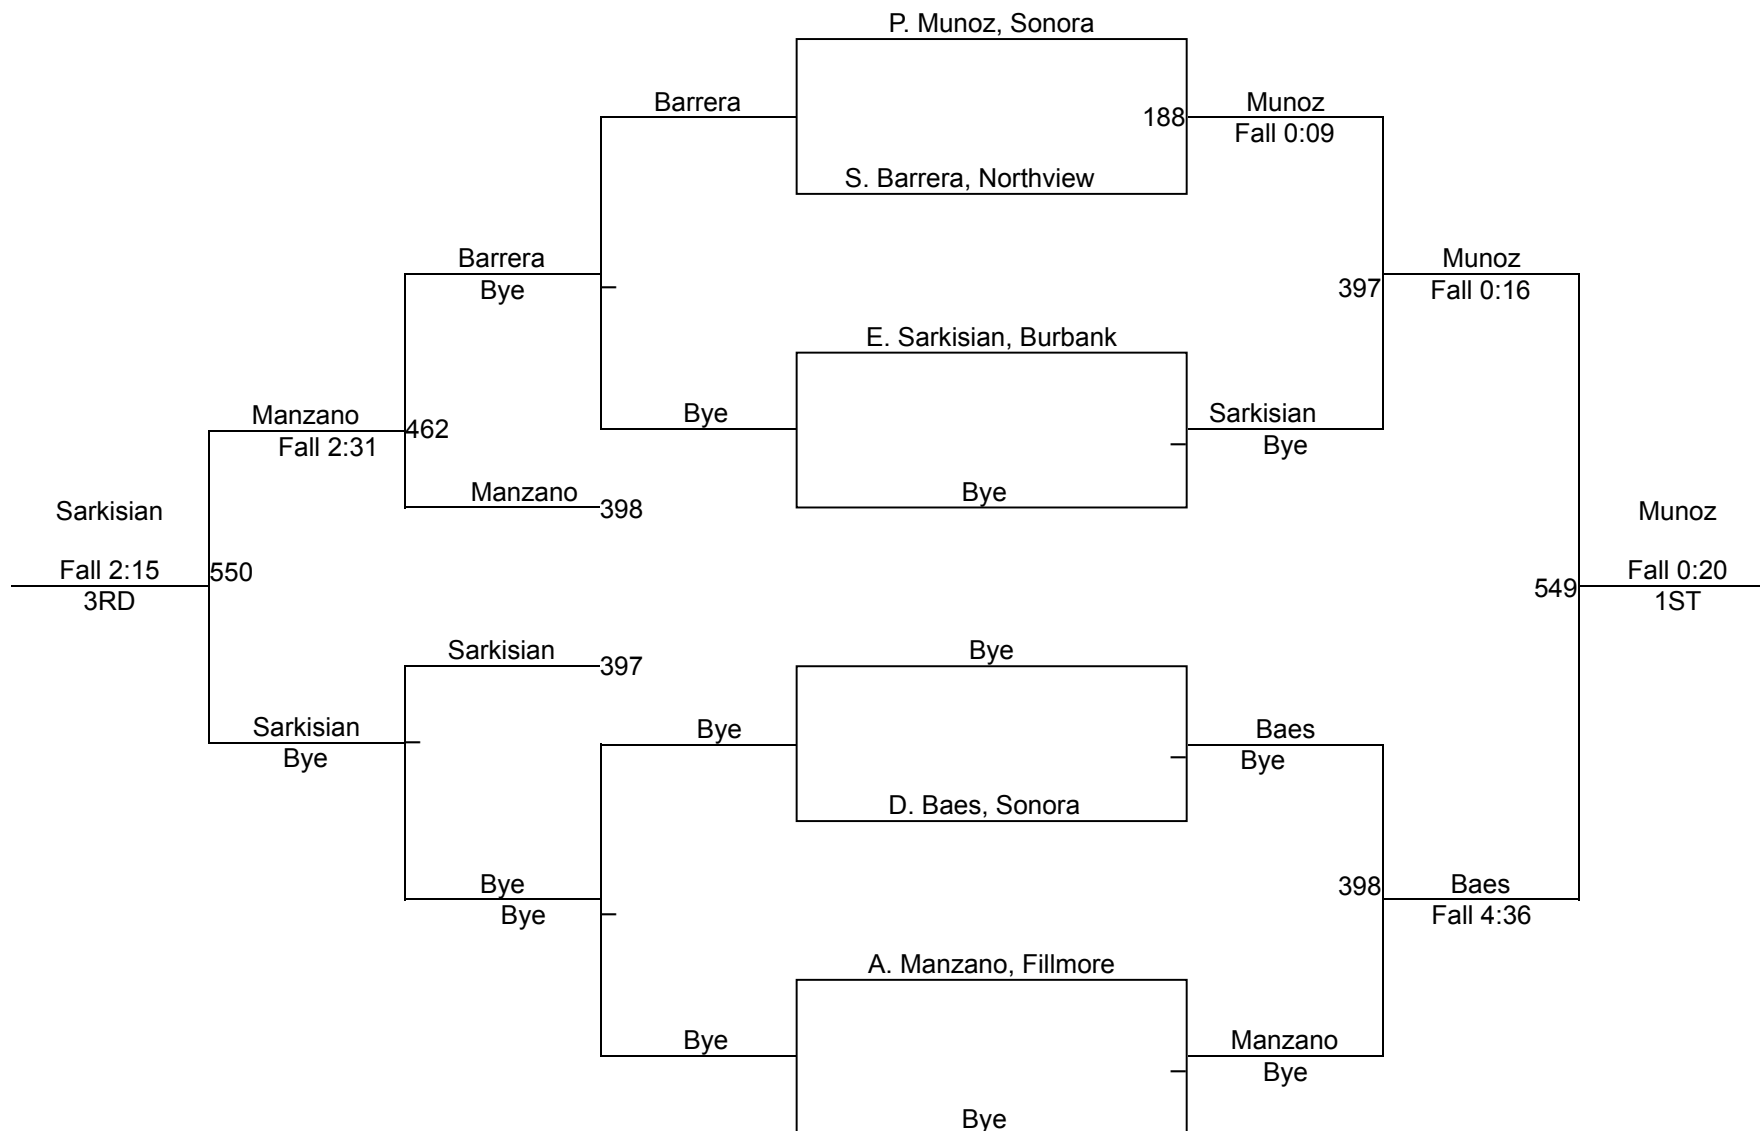 P. Munoz, Sonora
Barrera
188
Munoz
Fall 0:09
S. Barrera, Northview
Barrera
Bye
Munoz
397
Fall 0:16
E. Sarkisian, Burbank
Manzano
462
Fall 2:31
Bye
Sarkisian
Bye
Manzano
398
Bye
Sarkisian
Munoz
Fall 2:15
550
3RD
549
Fall 0:20
1ST
Sarkisian
397
Bye
Sarkisian
Bye
Bye
Baes
Bye
D. Baes, Sonora
Bye
Bye
398
Baes
Fall 4:36
A. Manzano, Fillmore
Bye
Manzano
Bye
Bye